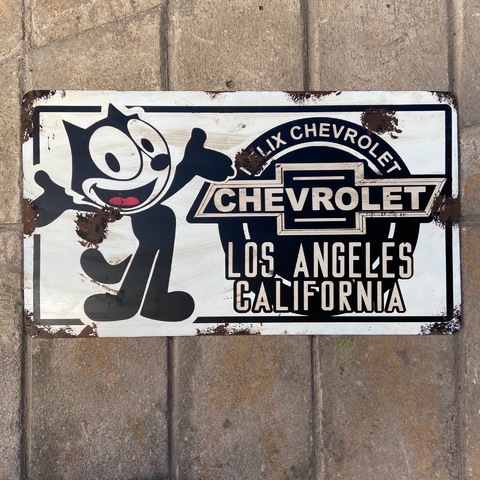 LIX CHEVROLET
CHEVROLET
LOS ANGELES
CALIFORNIA